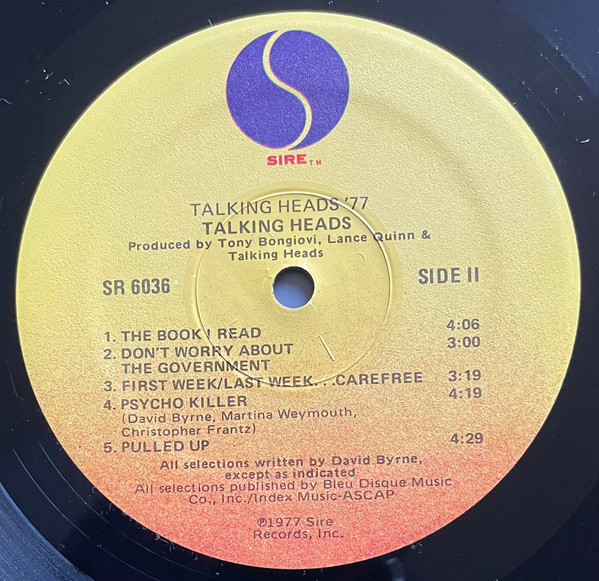 SIRE TM
TALKING HEADS '77
TALKING HEADS
Produced by Tony Bongiovi, Lance Quinn &
Talking Heads
SR 6036
SIDE II
1. THE BOOK I READ 4:06
2. DON'T WORRY ABOUT 3:00
THE GOVERNMENT
3. FIRST WEEK/LAST WEEK...CAREFREE 3:19
4. PSYCHO KILLER 4:19
(David Byrne, Martina Weymouth,
Christopher Frantz)
5. PULLED UP 4:29
All selections written by David Byrne,
except as indicated
All selections published by Bleu Disque Music
Co., Inc./Index Music-ASCAP
℗1977 Sire
Records, Inc.